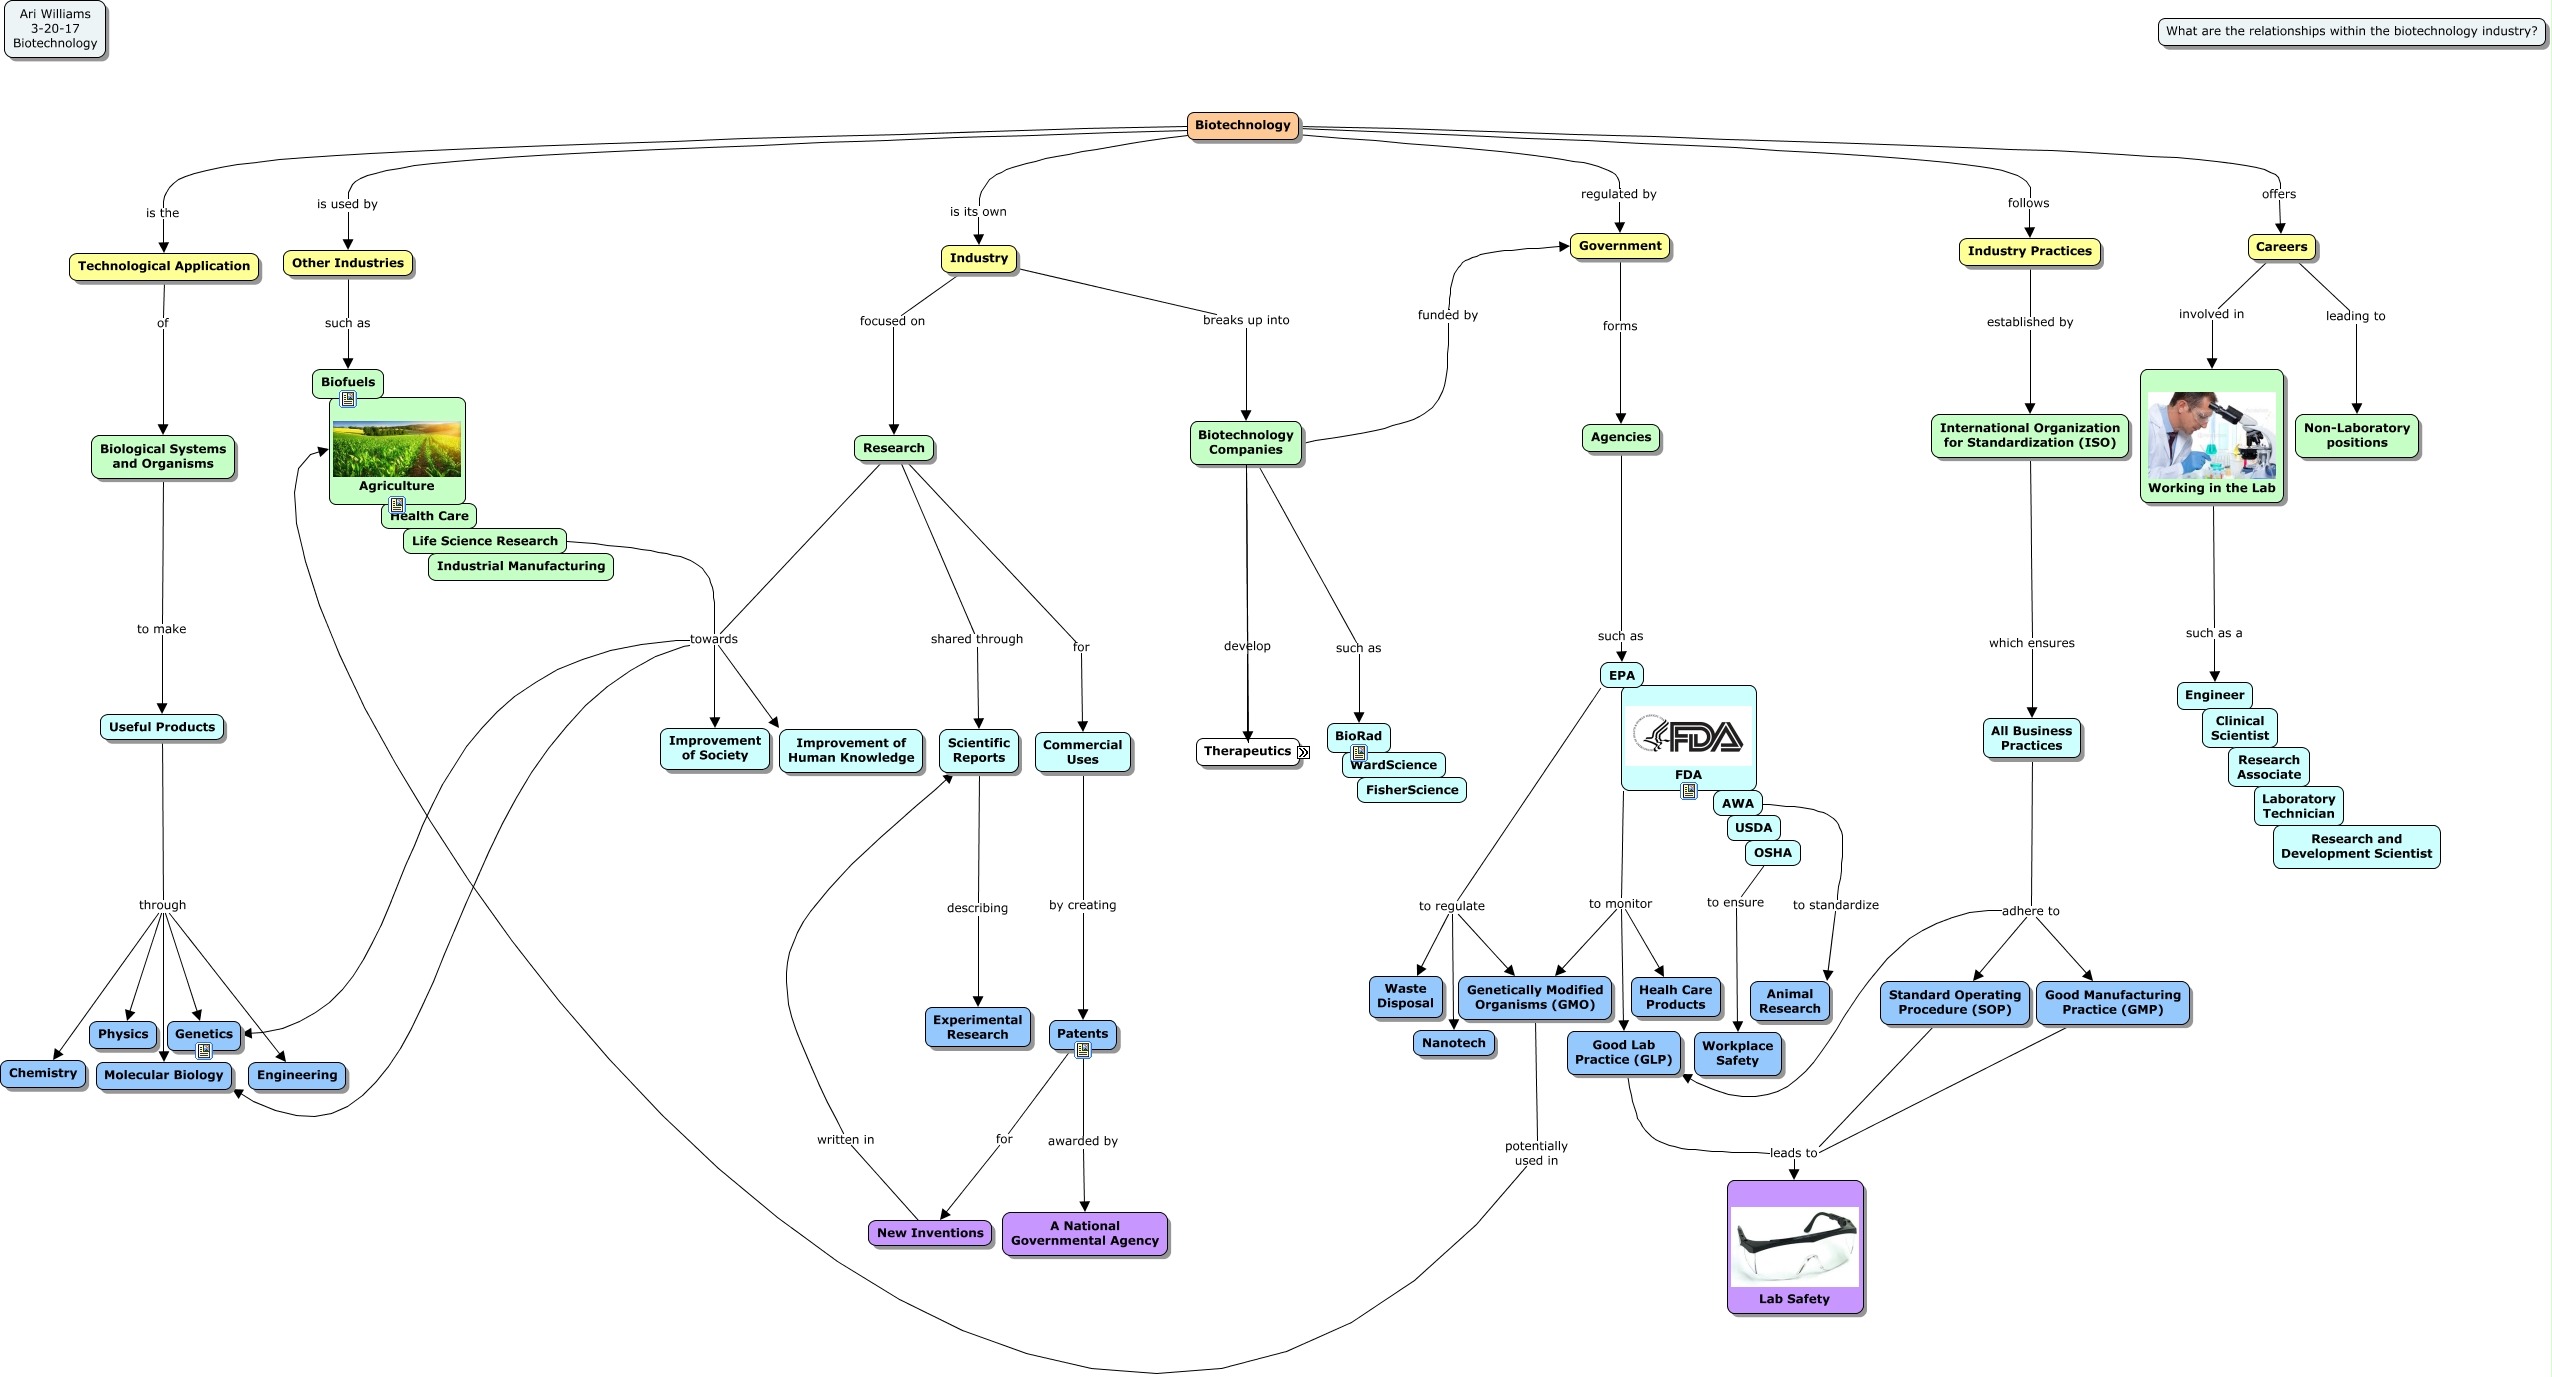 Ari Williams
3-20-17
Biotechnology
What are the relationships within the biotechnology industry?
Biotechnology
is the
is used by
is its own
regulated by
follows
offers
Technological Application
Other Industries
Industry
Government
Industry Practices
Careers
of
such as
focused on
breaks up into
funded by
forms
established by
involved in
leading to
Biofuels
Agriculture
Health Care
Life Science Research
Industrial Manufacturing
Biological Systems
and Organisms
Research
Biotechnology
Companies
Agencies
International Organization
for Standardization (ISO)
Working in the Lab
Non-Laboratory
positions
to make
towards
shared through
for
develop
such as
such as
which ensures
such as a
Useful Products
Improvement
of Society
Improvement of
Human Knowledge
Scientific
Reports
Commercial
Uses
Therapeutics
BioRad
WardScience
FisherScience
EPA
FDA
FDA
AWA
USDA
OSHA
All Business
Practices
Engineer
Clinical
Scientist
Research
Associate
Laboratory
Technician
Research and
Development Scientist
through
describing
by creating
to regulate
to monitor
to ensure
to standardize
adhere to
Chemistry
Physics
Molecular Biology
Genetics
Engineering
Experimental
Research
Patents
Waste
Disposal
Nanotech
Genetically Modified
Organisms (GMO)
Good Lab
Practice (GLP)
Healh Care
Products
Workplace
Safety
Animal
Research
Standard Operating
Procedure (SOP)
Good Manufacturing
Practice (GMP)
written in
for
awarded by
potentially
used in
leads to
New Inventions
A National
Governmental Agency
Lab Safety